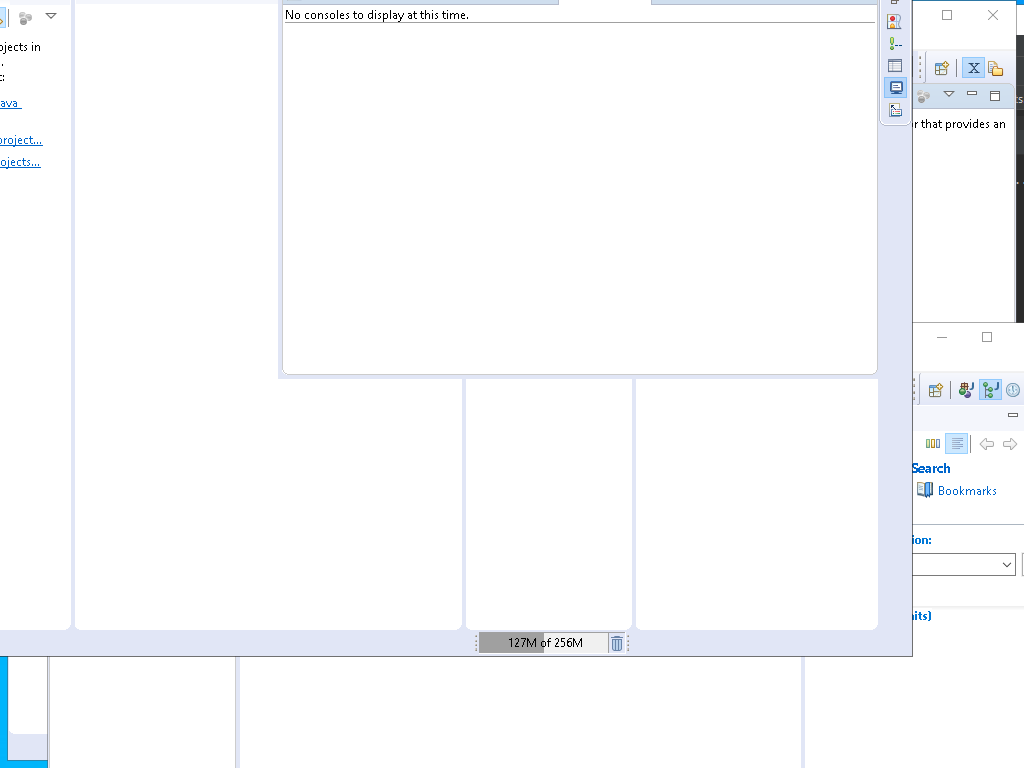 No consoles to display at this time.
ojects in
ava
project...
ojects...
r that provides an
Search
Bookmarks
ion:
nits)
127M of 256M